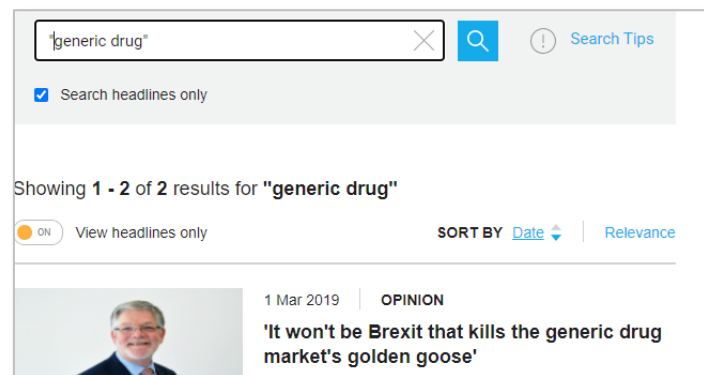 "generic drug"
Search Tips
Search headlines only
Showing 1 - 2 of 2 results for "generic drug"
ON View headlines only SORT BY Date Relevance
1 Mar 2019 OPINION
'It won't be Brexit that kills the generic drug
market's golden goose'